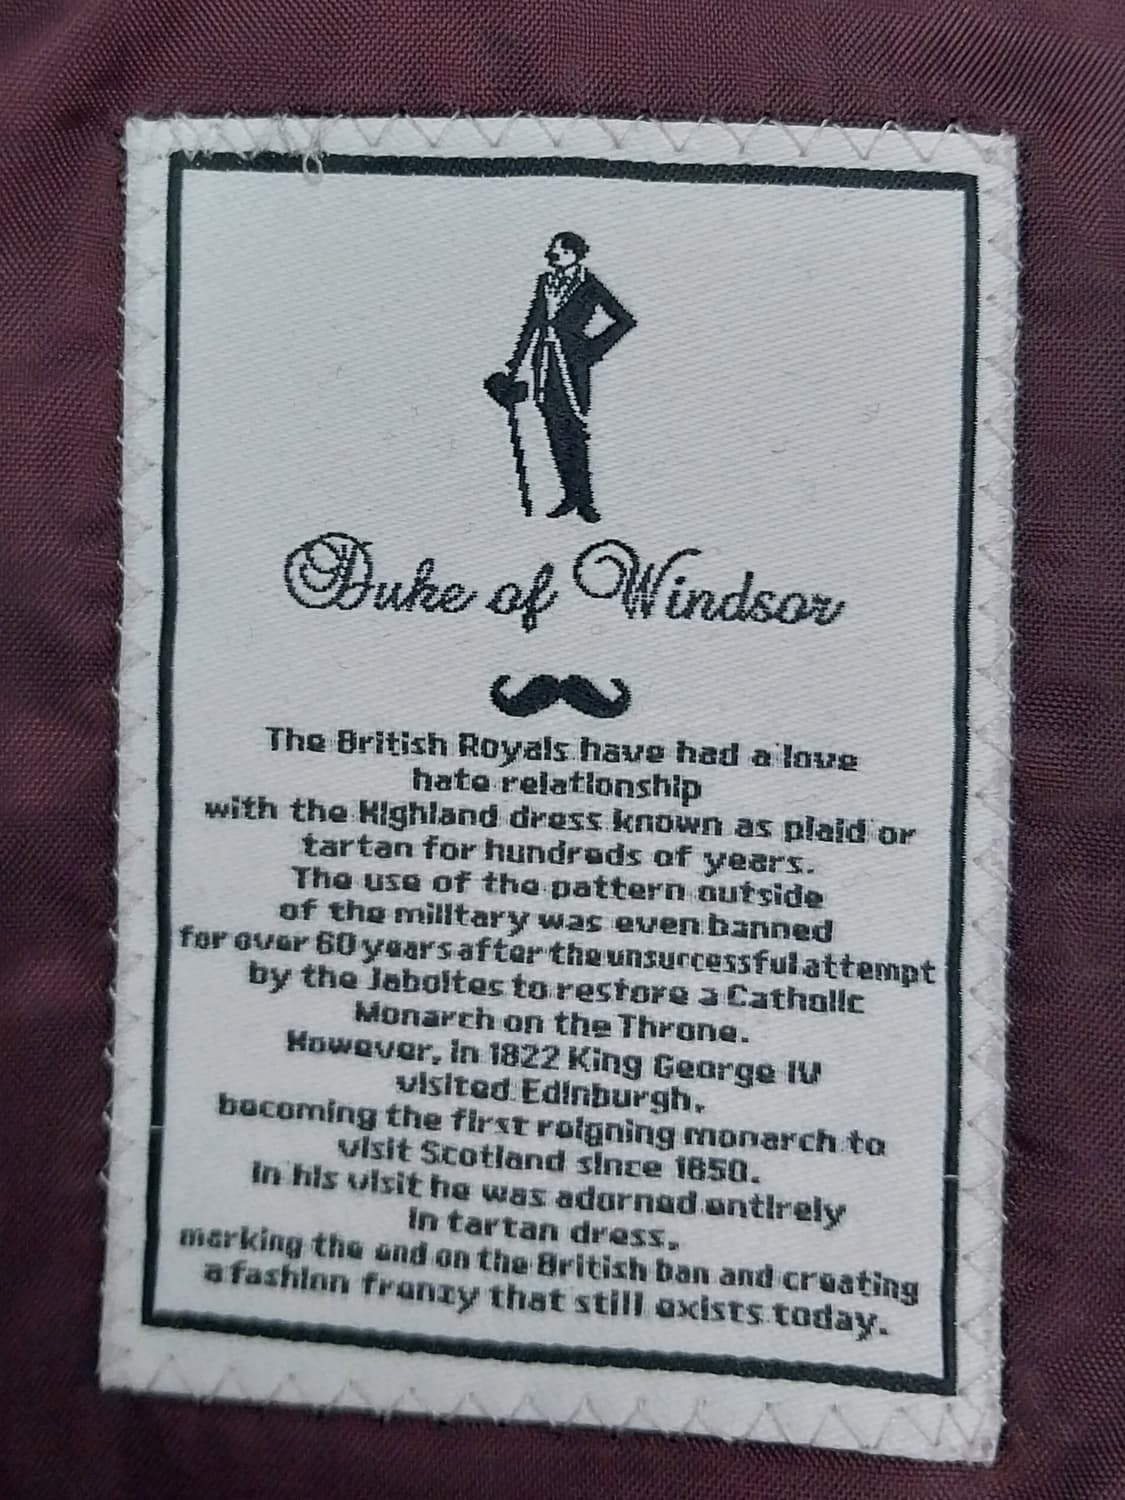 Duke of Windsor
The British Royals have had a love
hate relationship
with the Highland dress known as plaid or
tartan for hundreds of years.
The use of the pattern outside
of the military was even banned
for over 60 years after the unsuccessful attempt
by the Jaboites to restore a Catholic
Monarch on the Throne.
However, in 1822 King George IV
visited Edinburgh,
becoming the first reigning monarch to
visit Scotland since 1650.
In his visit he was adorned entirely
in tartan dress,
marking the end on the British ban and creating
a fashinn frenzy that still exists today.